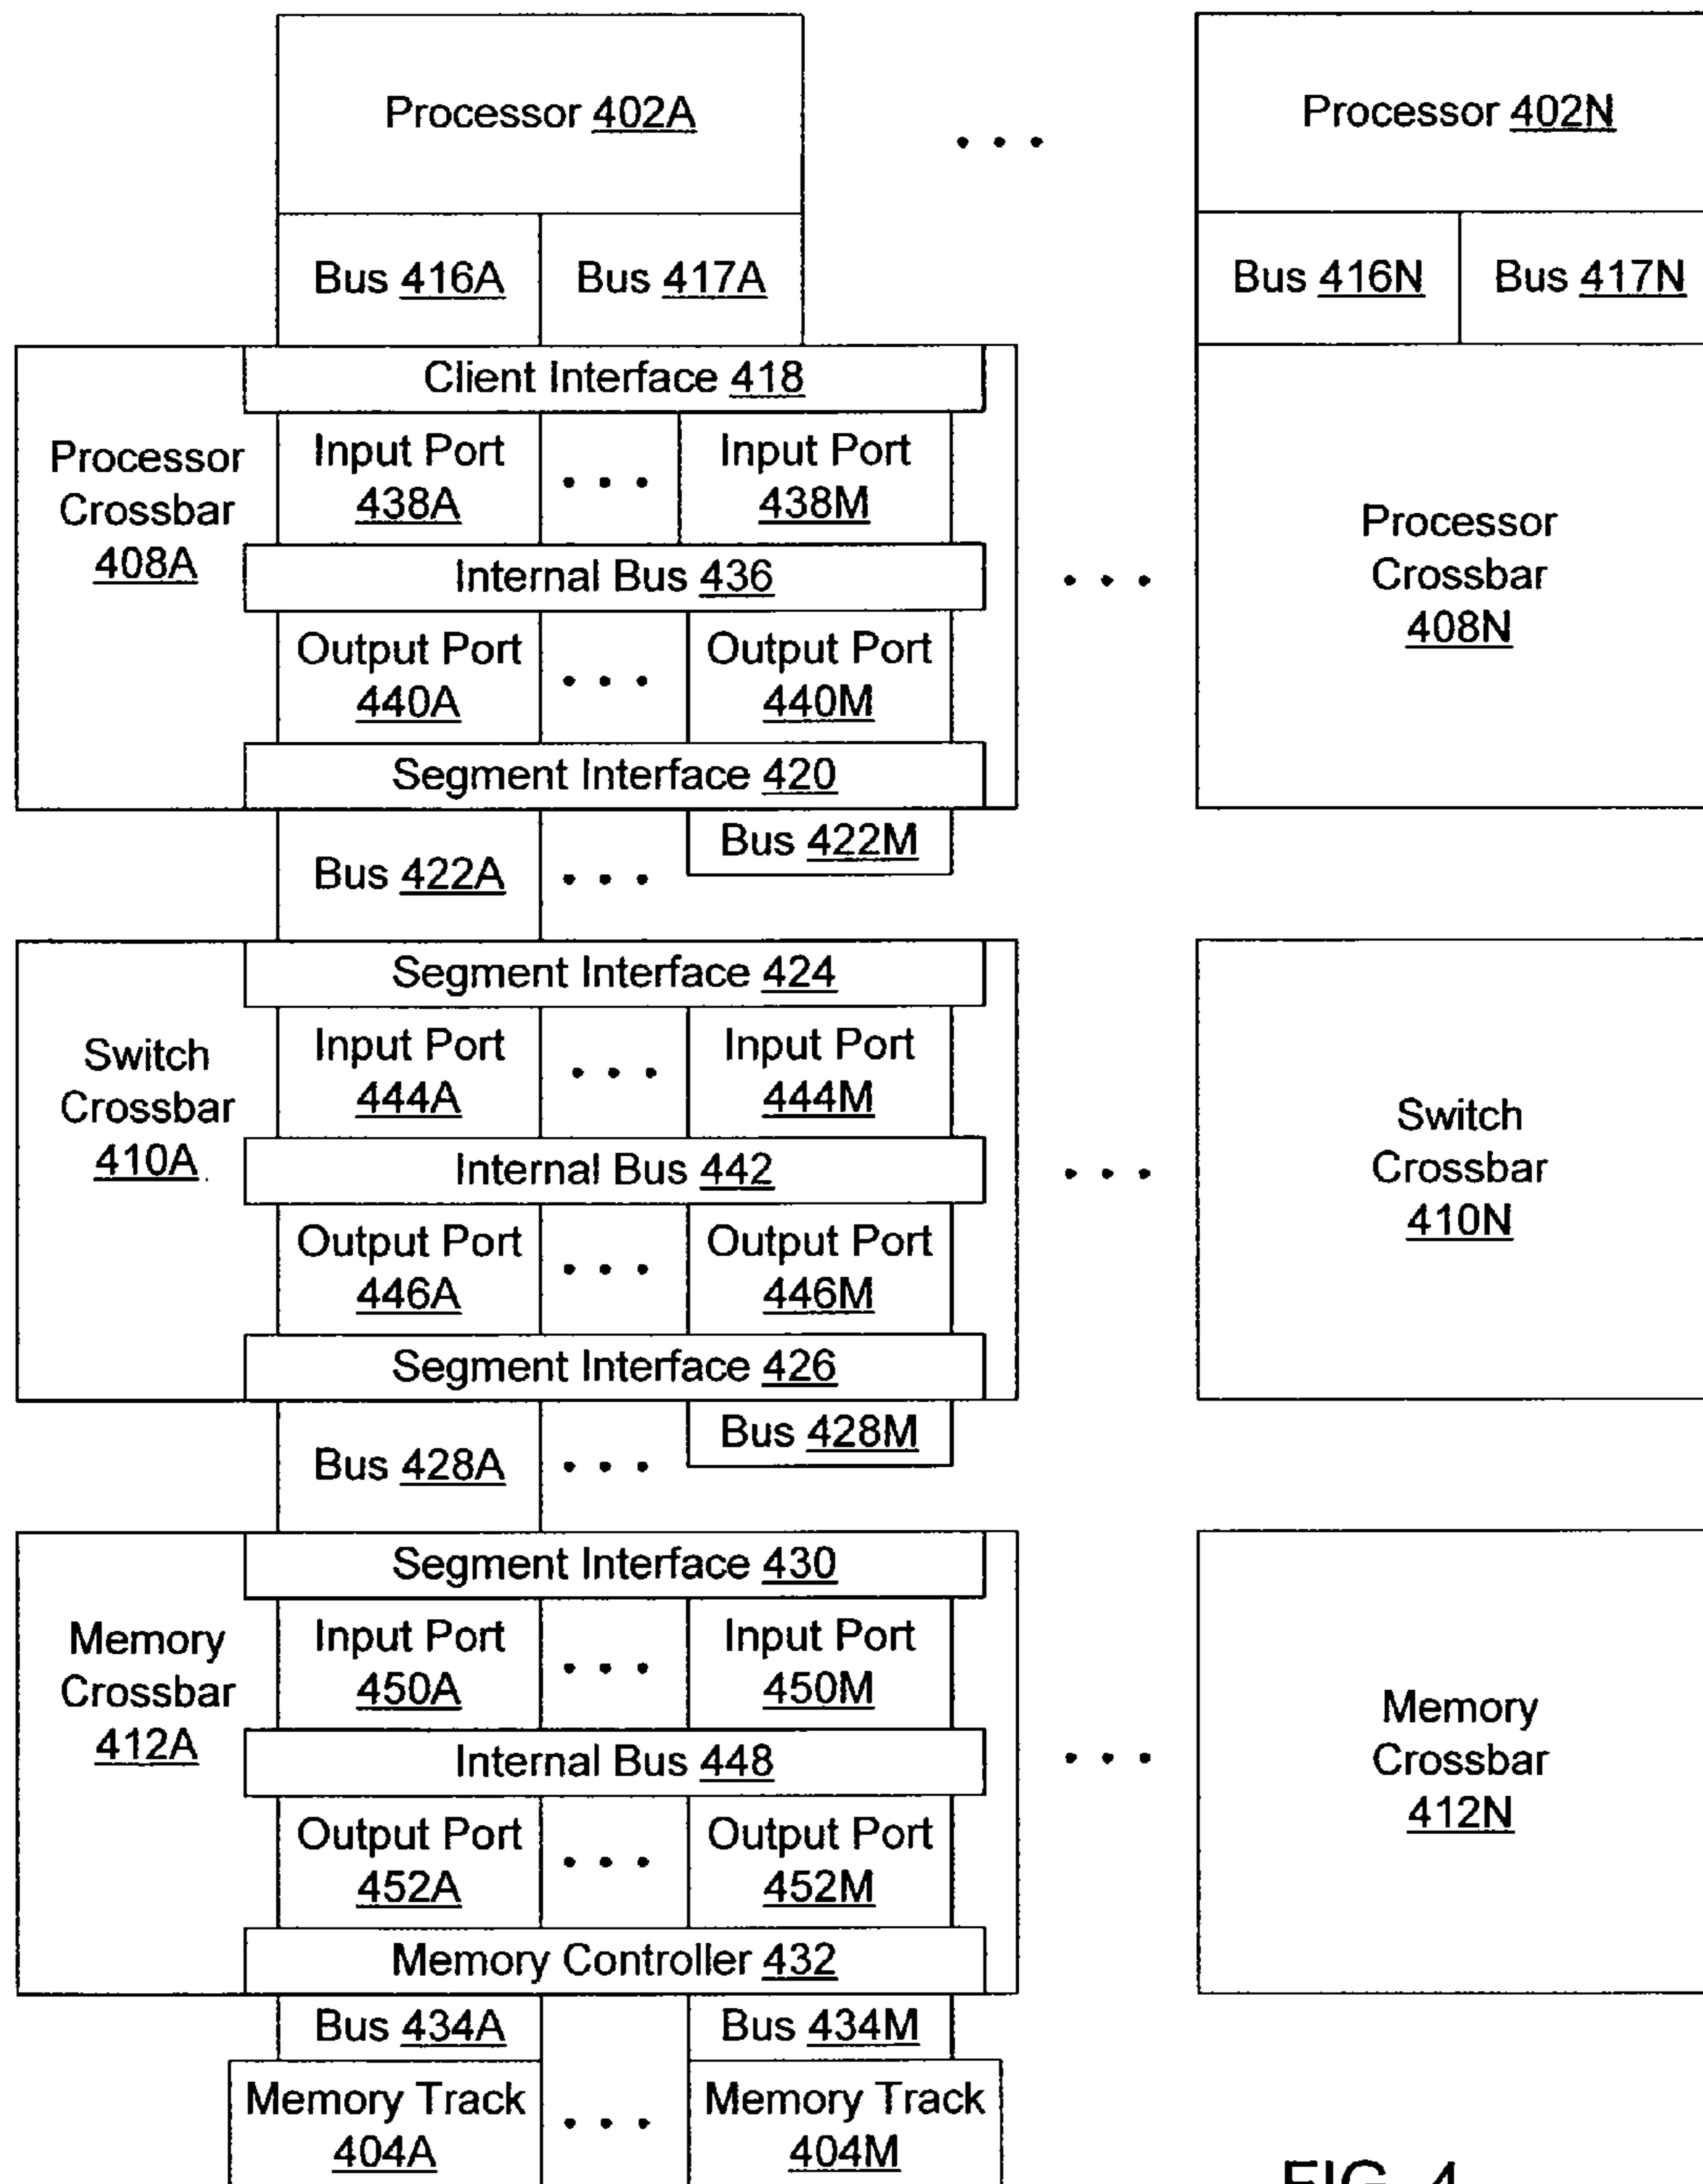 Processor 402A
Processor 402N
Bus 416A
Bus 417A
Bus 416N
Bus 417N
Client Interface 418
Processor
Crossbar
408A
Input Port
438A
Input Port
438M
Internal Bus 436
Output Port
440A
Output Port
440M
Segment Interface 420
Processor
Crossbar
408N
Bus 422A
Bus 422M
Segment Interface 424
Switch
Crossbar
410A
Input Port
444A
Input Port
444M
Internal Bus 442
Output Port
446A
Output Port
446M
Segment Interface 426
Switch
Crossbar
410N
Bus 428A
Bus 428M
Segment Interface 430
Memory
Crossbar
412A
Input Port
450A
Input Port
450M
Internal Bus 448
Output Port
452A
Output Port
452M
Memory Controller 432
Memory
Crossbar
412N
Bus 434A
Bus 434M
Memory Track
404A
Memory Track
404M
FIG. 4